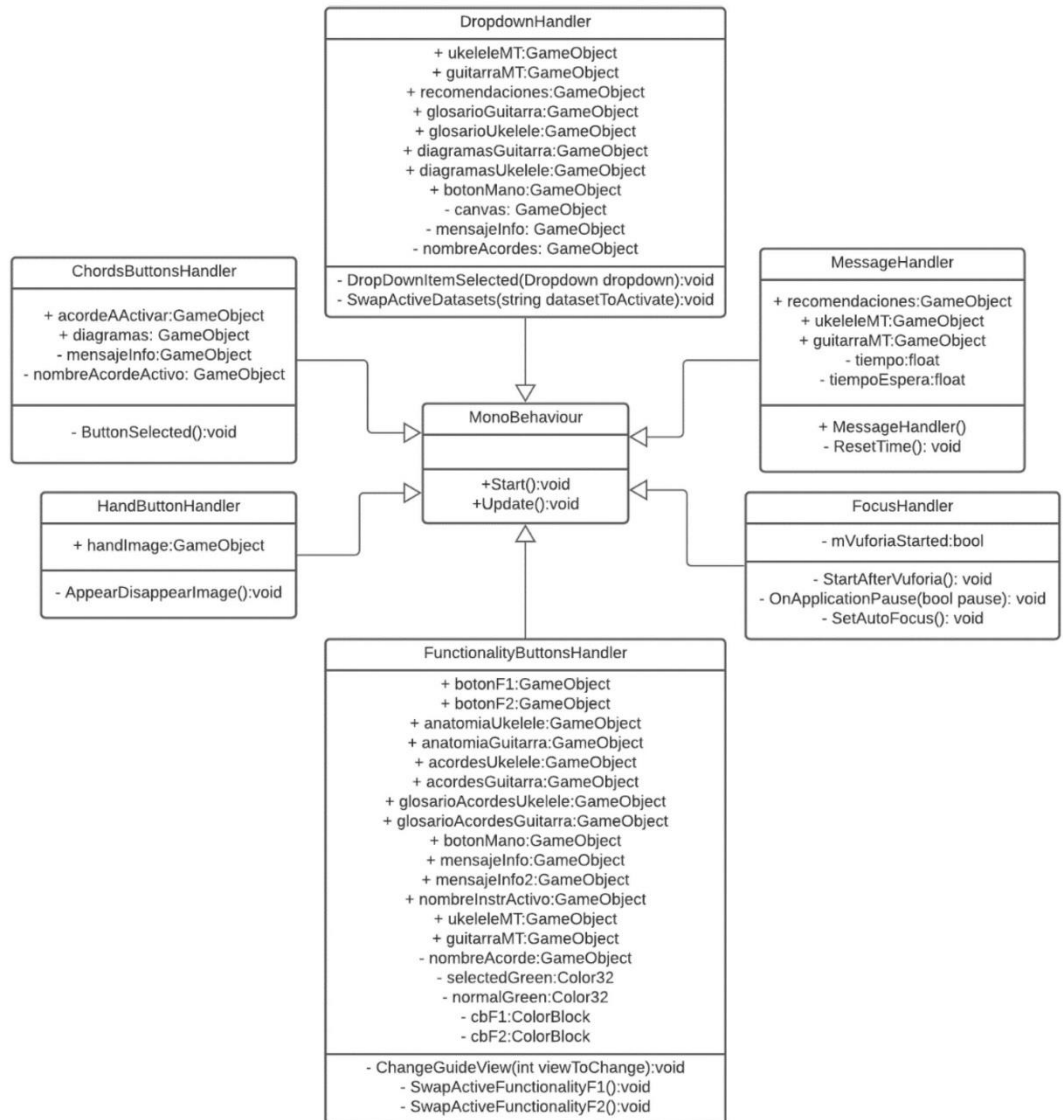 DropdownHandler
+ ukeleleMT:GameObject
+ guitarraMT:GameObject
+ recomendaciones:GameObject
+ glosarioGuitarra:GameObject
+ glosarioUkelele:GameObject
+ diagramasGuitarra:GameObject
+ diagramasUkelele:GameObject
+ botonMano:GameObject
- canvas: GameObject
- mensajeInfo: GameObject
- nombreAcordes: GameObject
- DropDownItemSelected(Dropdown dropdown):void
- SwapActiveDatasets(string datasetToActivate):void
ChordsButtonsHandler
+ acordeAActivar:GameObject
+ diagramas: GameObject
- mensajeInfo:GameObject
- nombreAcordeActivo: GameObject
- ButtonSelected():void
MessageHandler
+ recomendaciones:GameObject
+ ukeleleMT:GameObject
+ guitarraMT:GameObject
- tiempo:float
- tiempoEspera:float
+ MessageHandler()
- ResetTime(): void
MonoBehaviour
+Start():void
+Update():void
HandButtonHandler
+ handImage:GameObject
- AppearDisappearImage():void
FocusHandler
- mVuforiaStarted:bool
- StartAfterVuforia(): void
- OnApplicationPause(bool pause): void
- SetAutoFocus(): void
FunctionalityButtonsHandler
+ botonF1:GameObject
+ botonF2:GameObject
+ anatomiaUkelele:GameObject
+ anatomiaGuitarra:GameObject
+ acordesUkelele:GameObject
+ acordesGuitarra:GameObject
+ glosarioAcordesUkelele:GameObject
+ glosarioAcordesGuitarra:GameObject
+ botonMano:GameObject
+ mensajeInfo:GameObject
+ mensajeInfo2:GameObject
+ nombreInstrActivo:GameObject
+ ukeleleMT:GameObject
+ guitarraMT:GameObject
- nombreAcorde:GameObject
- selectedGreen:Color32
- normalGreen:Color32
- cbF1:ColorBlock
- cbF2:ColorBlock
- ChangeGuideView(int viewToChange):void
- SwapActiveFunctionalityF1():void
- SwapActiveFunctionalityF2():void